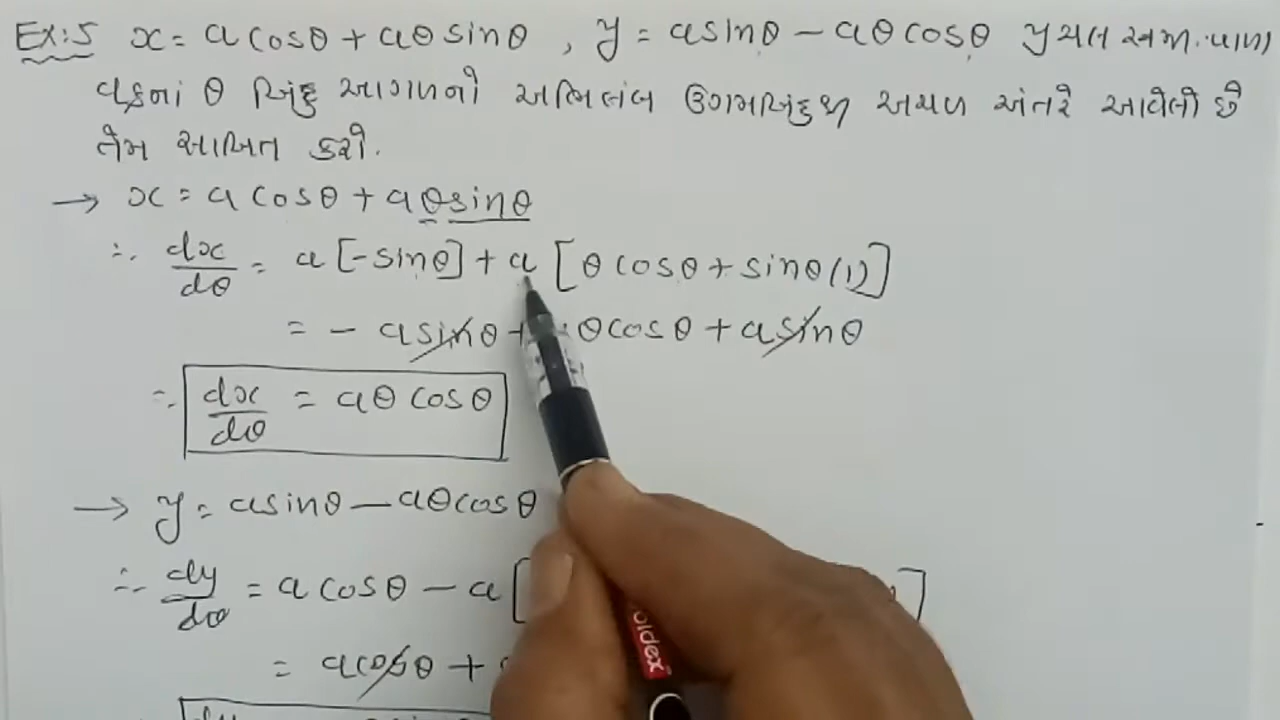 Ex:5 x = a cosθ + aθ sinθ , y = a sinθ − aθ cosθ પ્રચલ સમી. વાળા
વક્રનાં θ બિંદુ આગળનો અભિલંબ ઉગમબિંદુથી અચળ અંતરે આવેલો છે
તેમ સાબિત કરો.
→ x = a cosθ + aθ sinθ
∴ dx/dθ = a [−sinθ] + a [θ cosθ + sinθ (1)]
= − a sinθ + θ cosθ + a sinθ
∴ dx/dθ = aθ cosθ
→ y = a sinθ − aθ cosθ
∴ dy/dθ = a cosθ − a [ ]
= a cosθ +
dy
oldex